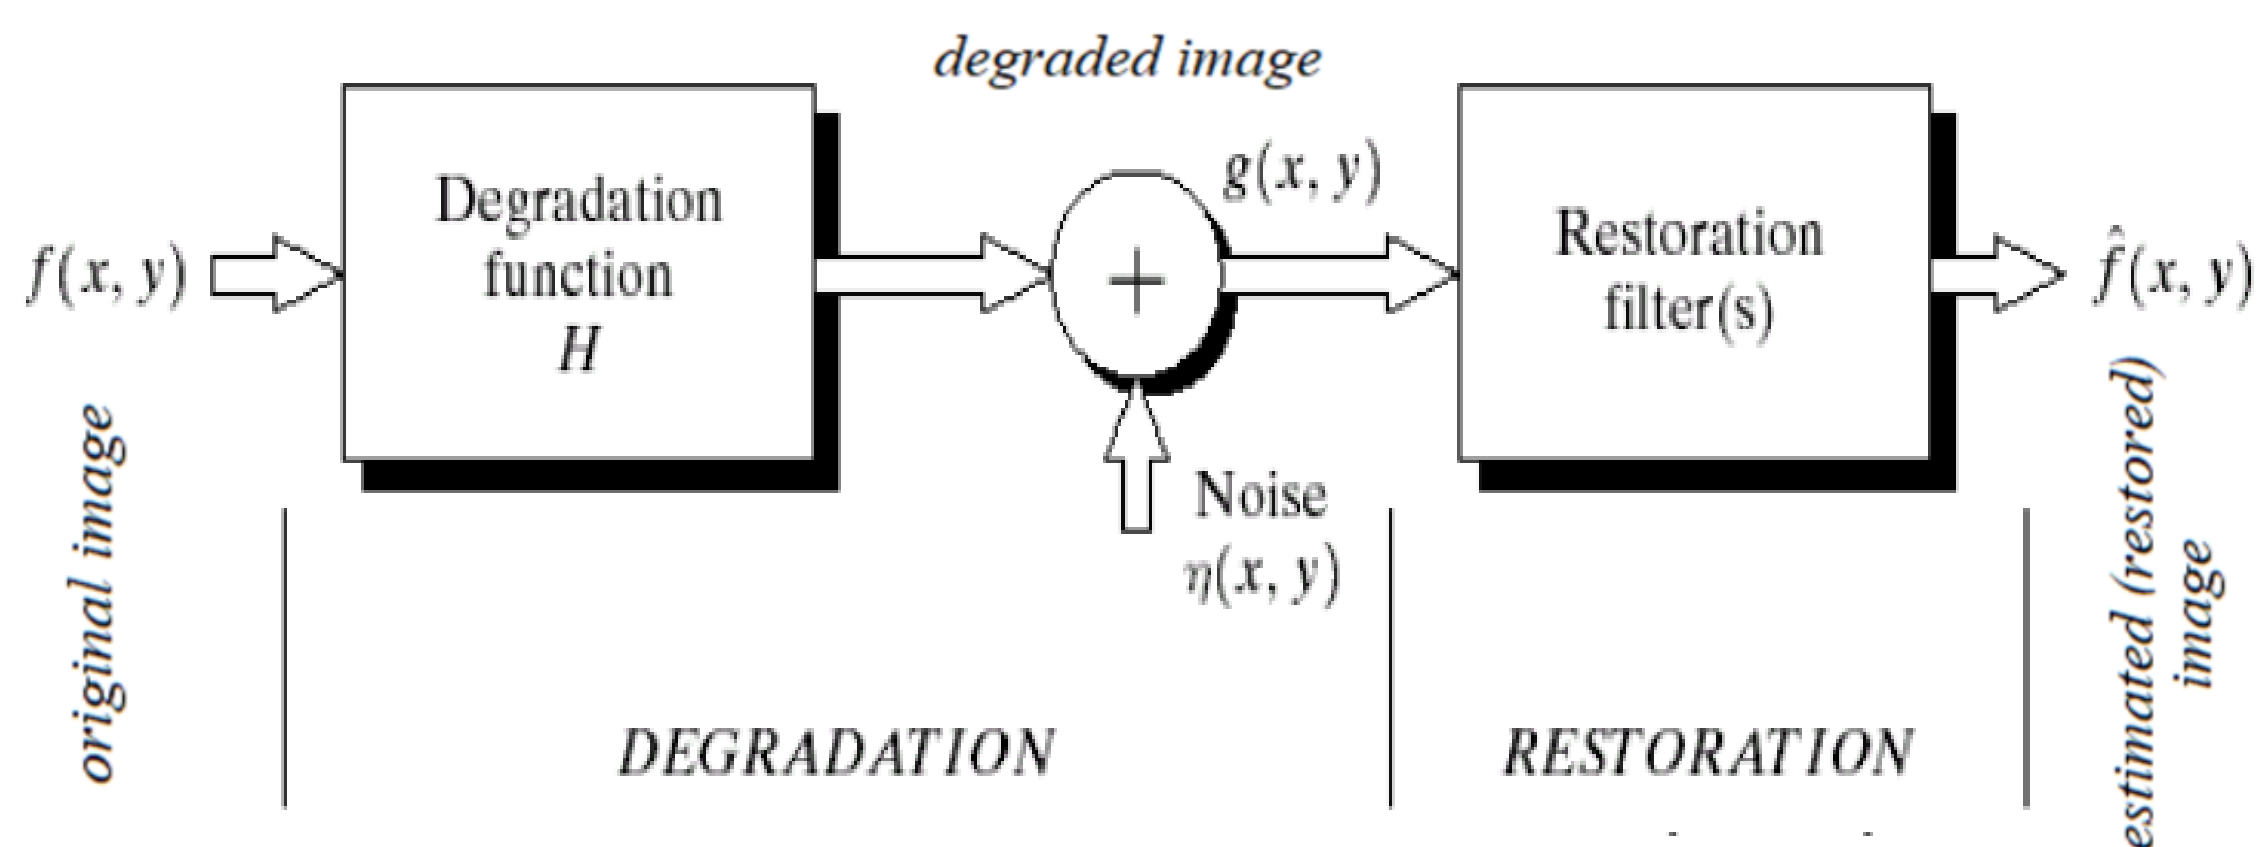 degraded image
g(x, y)
Degradation
function
H
Restoration
filter(s)
f(x, y)
+
f̂(x, y)
Noise
η(x, y)
original image
estimated (restored)
image
DEGRADATION
RESTORATION